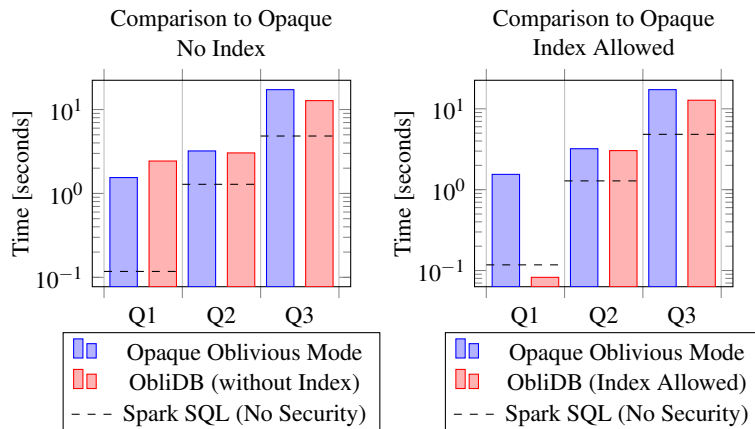 Comparison to Opaque
No Index
Time [seconds]
10^1
10^0
10^−1
Q1 Q2 Q3
Opaque Oblivious Mode
ObliDB (without Index)
Spark SQL (No Security)
Comparison to Opaque
Index Allowed
Time [seconds]
10^1
10^0
10^−1
Q1 Q2 Q3
Opaque Oblivious Mode
ObliDB (Index Allowed)
Spark SQL (No Security)